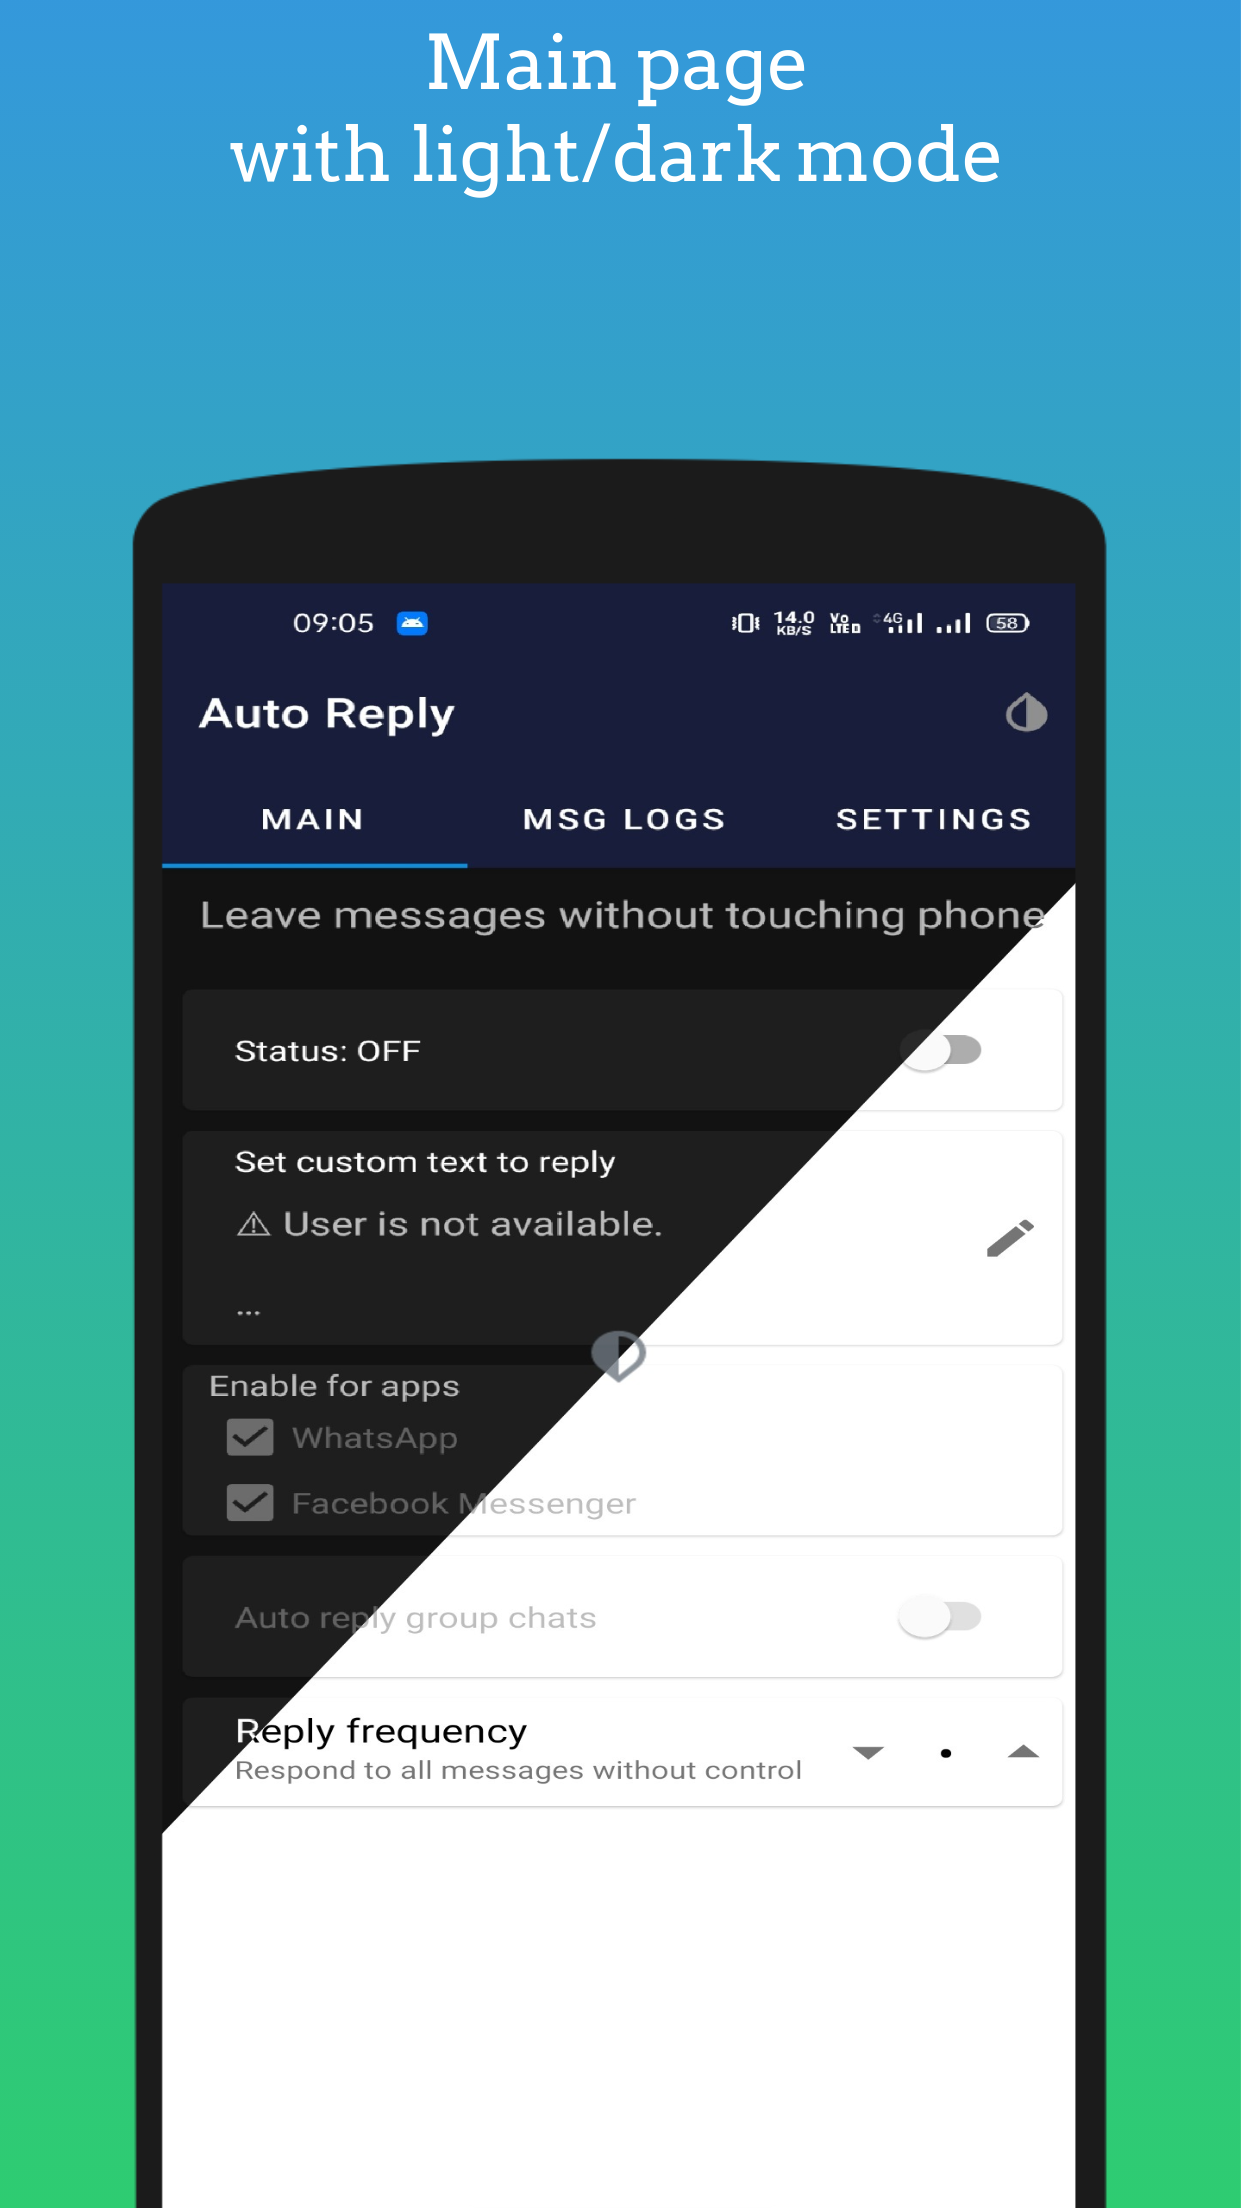 Main page
with light/dark mode
09:05 14.0 KB/S Vo LTE 4G 58
Auto Reply
MAIN MSG LOGS SETTINGS
Leave messages without touching phone
Status: OFF
Set custom text to reply
⚠ User is not available.
...
Enable for apps
WhatsApp
Facebook Messenger
Auto reply group chats
Reply frequency
Respond to all messages without control